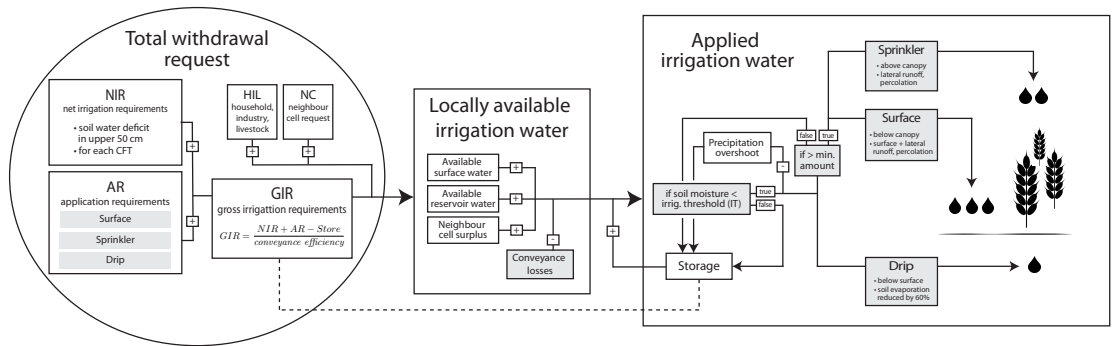 Total withdrawal
request
NIR
net irrigation requirements
• soil water deficit
in upper 50 cm
• for each CFT
HIL
household,
industry,
livestock
NC
neighbour
cell request
+
+
+
AR
application requirements
Surface
Sprinkler
Drip
+
GIR
gross irrigattion requirements
GIR = NIR + AR − Store
conveyance efficiency
Locally available
irrigation water
Available
surface water
+
Available
reservoir water
+
Neighbour
cell surplus
+
-
Conveyance
losses
Applied
irrigation water
+
Precipitation
overshoot
-
false
true
if > min.
amount
if soil moisture <
irrig. threshold (IT)
true
false
Storage
Sprinkler
• above canopy
• lateral runoff,
percolation
Surface
• below canopy
• surface + lateral
runoff, percolation
Drip
• below surface
• soil evaporation
reduced by 60%